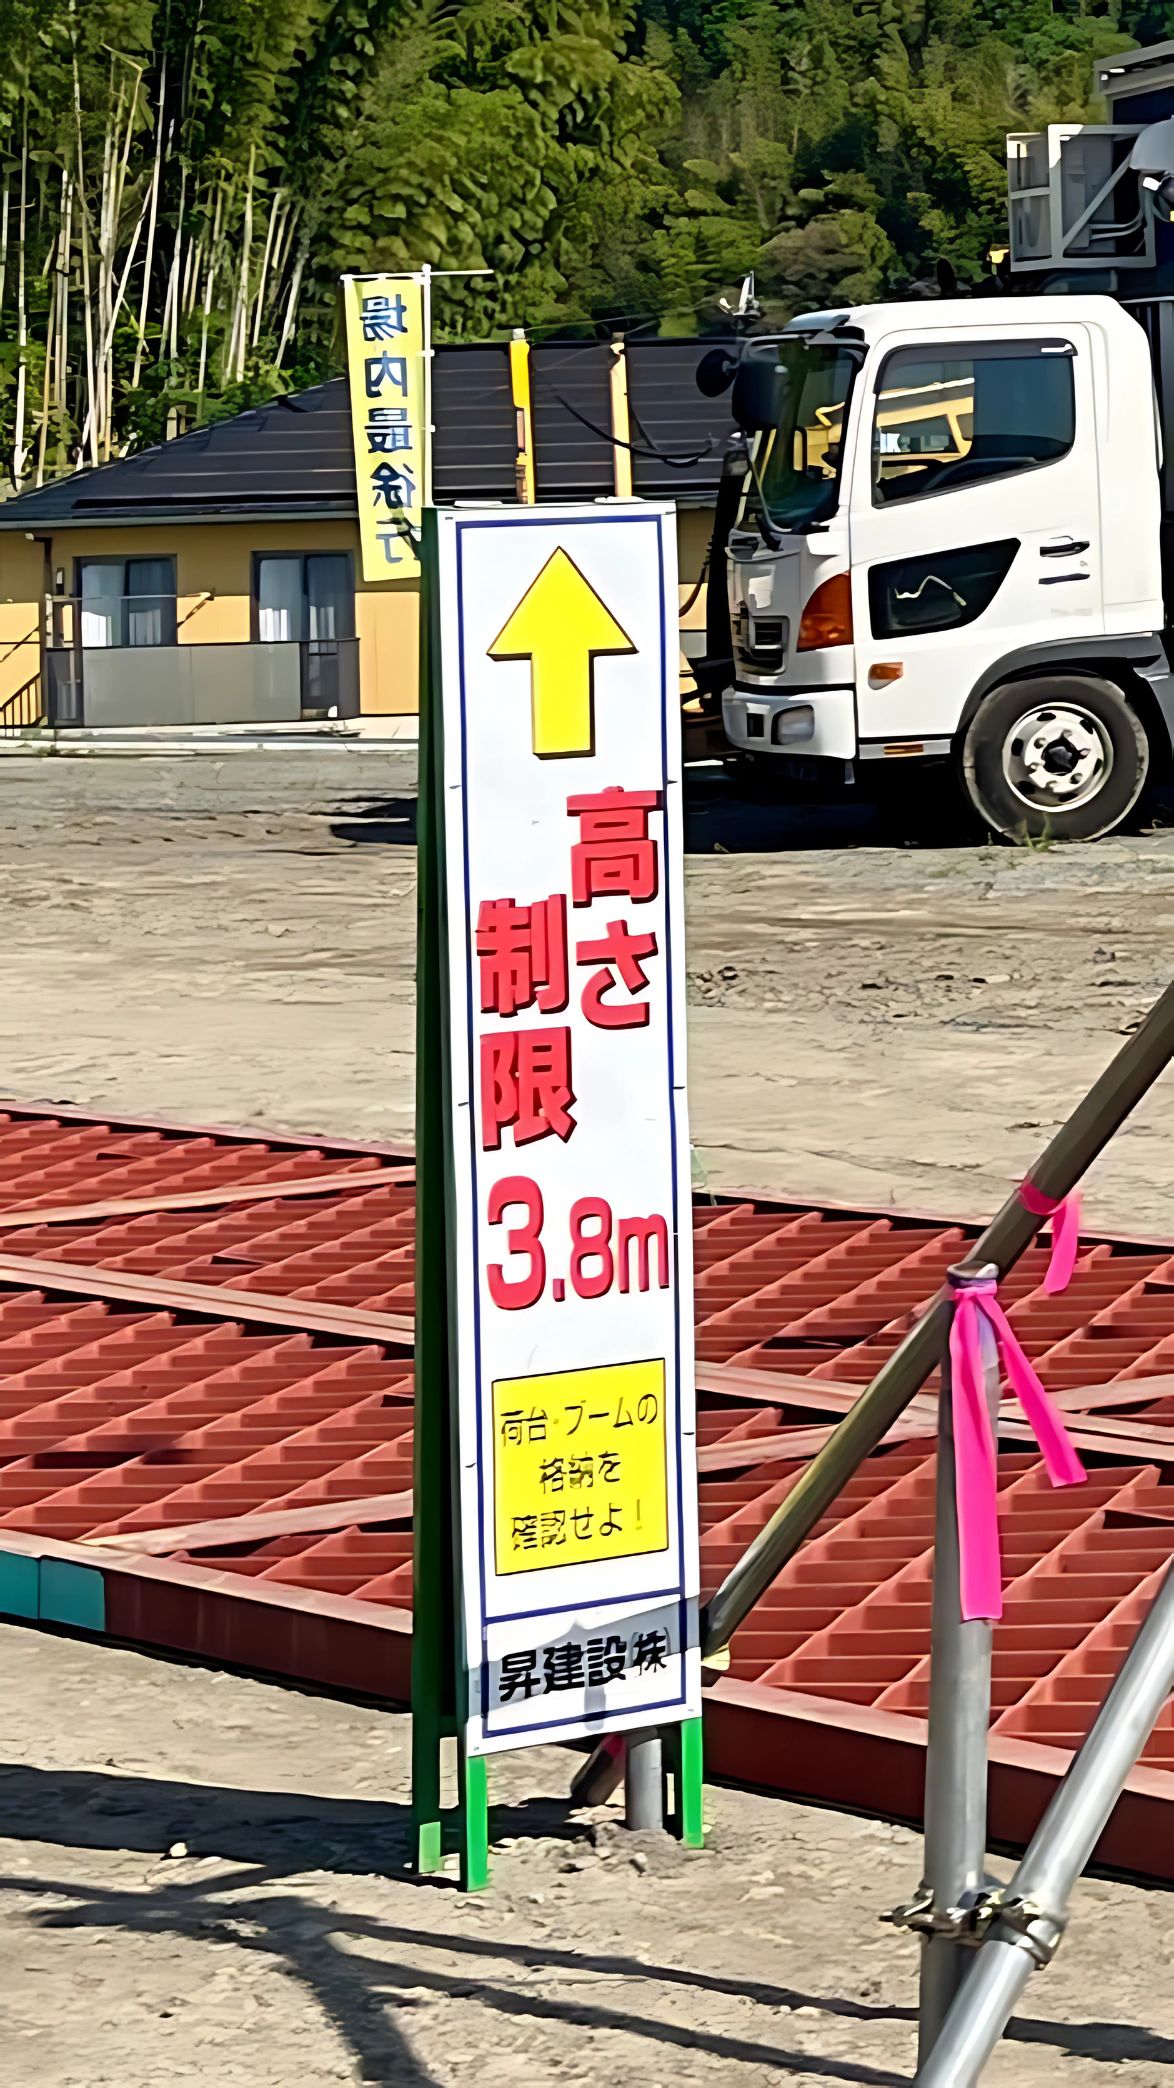 場内最徐行
高さ
制限
3.8m
荷台・ブームの
格納を
確認せよ!
昇建設(株)